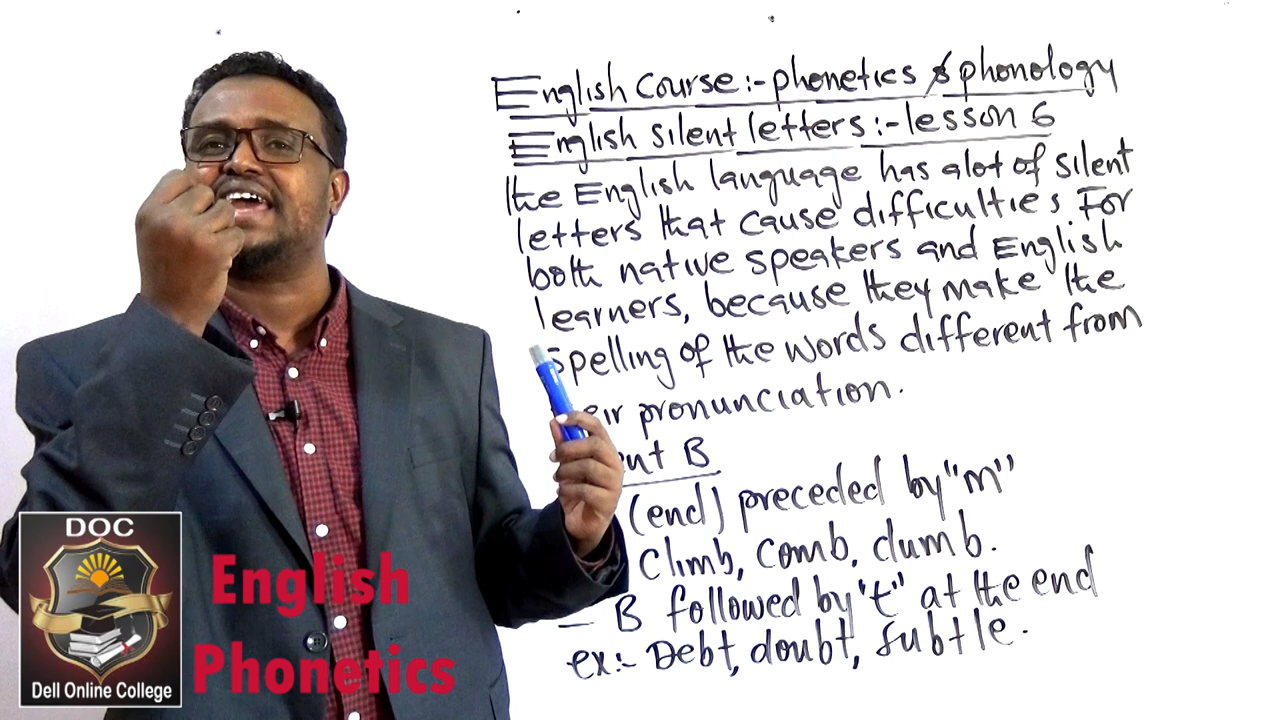 English Course:- phonetics & phonology
English silent letters:- lesson 6
the English language has alot of silent
letters that cause difficulties For
both native speakers and English
learners, because they make the
spelling of the words different from
eir pronunciation.
ent B
(end) preceded by "m"
Climb, comb, dumb.
- B followed by "t" at the end
ex:- Debt, doubt, subtle.
DOC
Dell Online College
English
Phonetics